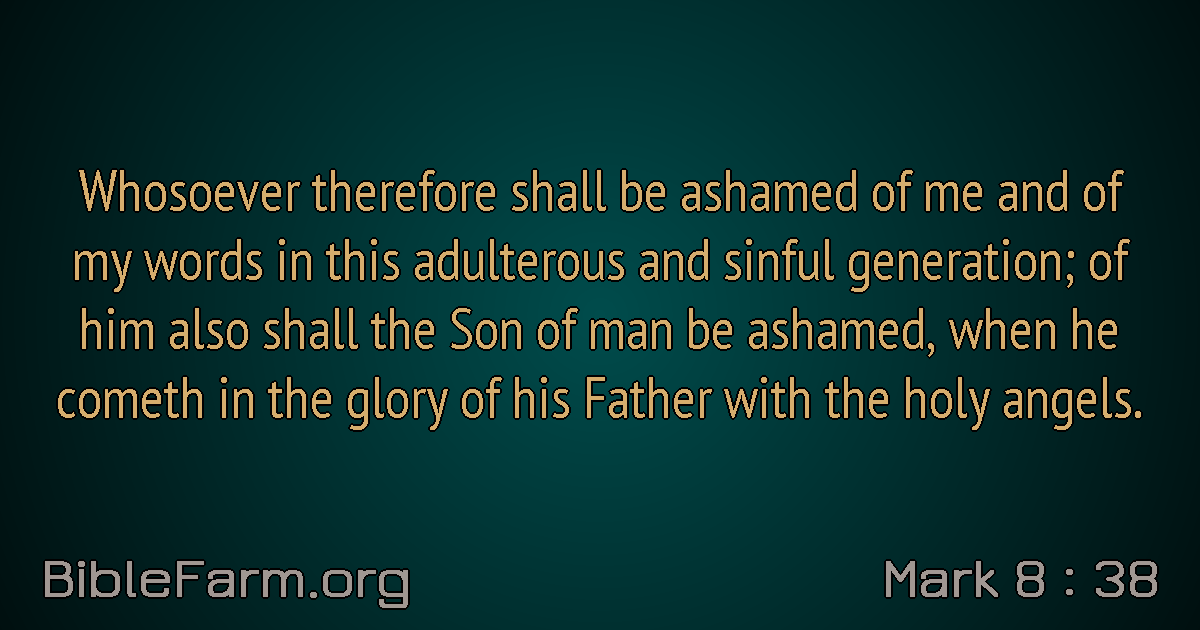 Whosoever therefore shall be ashamed of me and of
my words in this adulterous and sinful generation; of
him also shall the Son of man be ashamed, when he
cometh in the glory of his Father with the holy angels.
BibleFarm.org
Mark 8 : 38